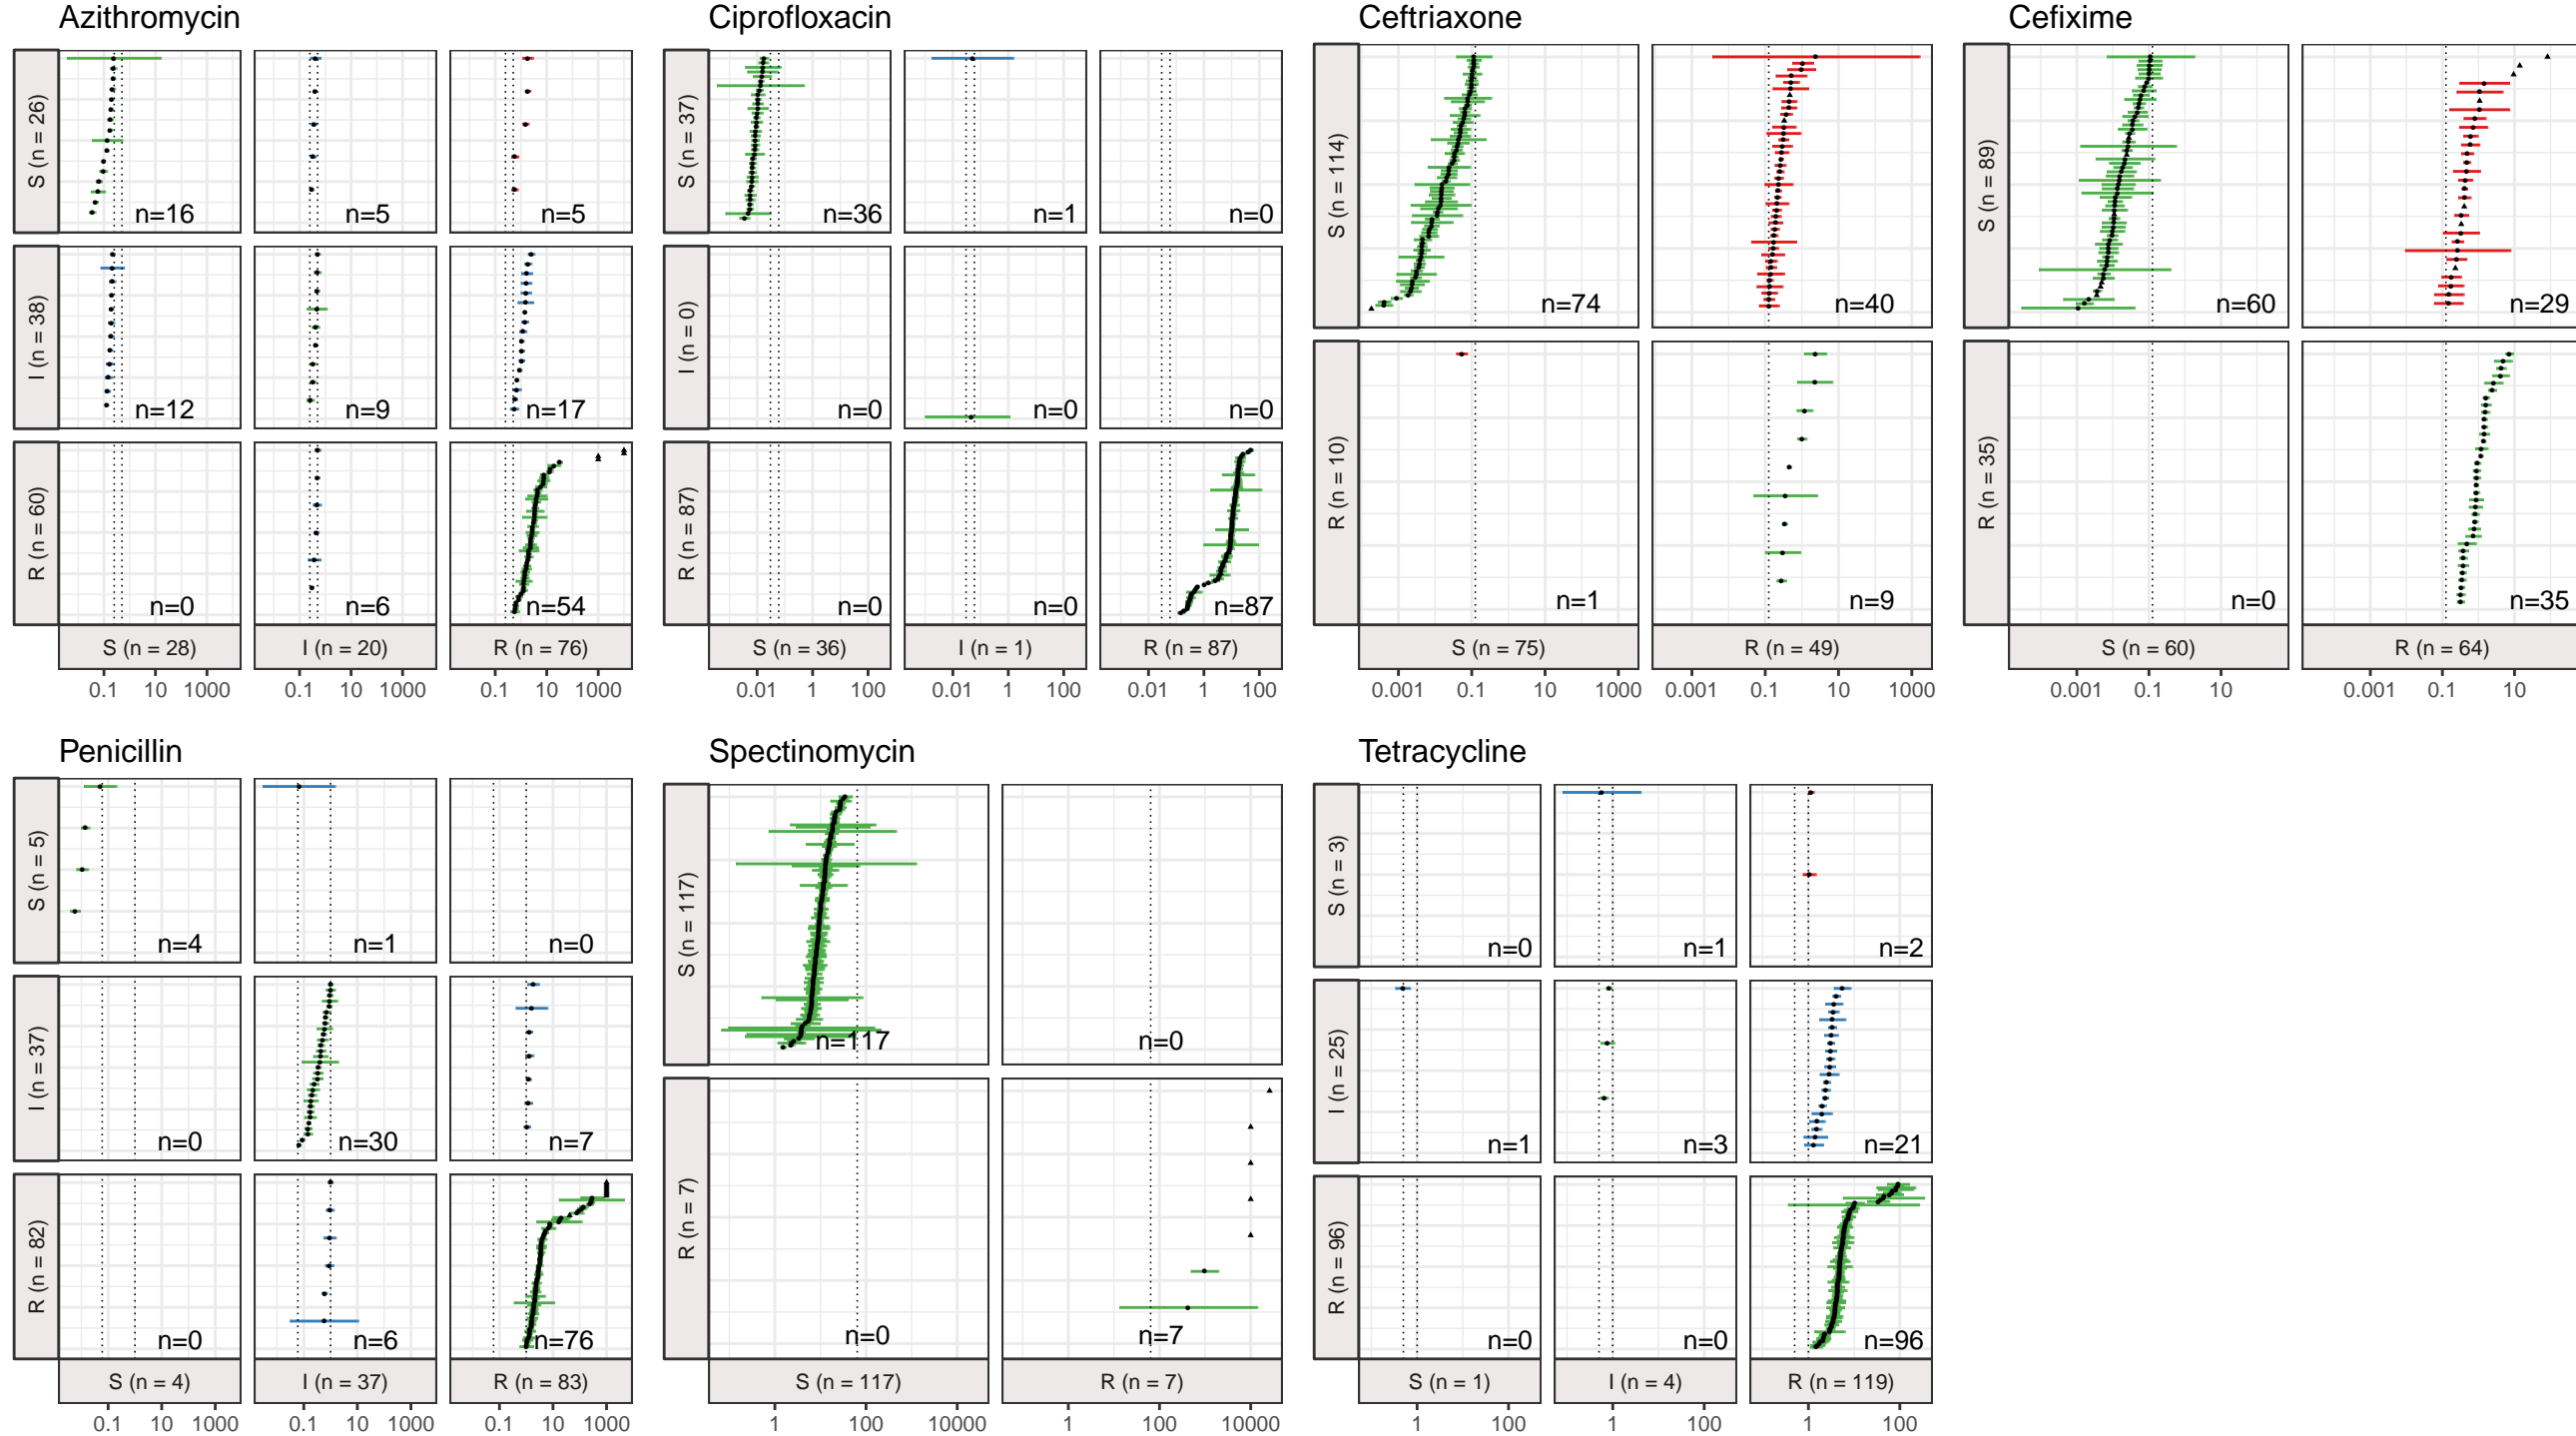 Azithromycin
S (n = 26)
n=16
n=5
n=5
I (n = 38)
n=12
n=9
n=17
R (n = 60)
n=0
n=6
n=54
S (n = 28)
I (n = 20)
R (n = 76)
0.1 10 1000
0.1 10 1000
0.1 10 1000
Ciprofloxacin
S (n = 37)
n=36
n=1
n=0
I (n = 0)
n=0
n=0
n=0
R (n = 87)
n=0
n=0
n=87
S (n = 36)
I (n = 1)
R (n = 87)
0.01 1 100
0.01 1 100
0.01 1 100
Ceftriaxone
S (n = 114)
n=74
n=40
R (n = 10)
n=1
n=9
S (n = 75)
R (n = 49)
0.001 0.1 10 1000
0.001 0.1 10 1000
Cefixime
S (n = 89)
n=60
n=29
R (n = 35)
n=0
n=35
S (n = 60)
R (n = 64)
0.001 0.1 10
0.001 0.1 10
Penicillin
S (n = 5)
n=4
n=1
n=0
I (n = 37)
n=0
n=30
n=7
R (n = 82)
n=0
n=6
n=76
S (n = 4)
I (n = 37)
R (n = 83)
0.1 10 1000
0.1 10 1000
0.1 10 1000
Spectinomycin
S (n = 117)
n=117
n=0
R (n = 7)
n=0
n=7
S (n = 117)
R (n = 7)
1 100 10000
1 100 10000
Tetracycline
S (n = 3)
n=0
n=1
n=2
I (n = 25)
n=1
n=3
n=21
R (n = 96)
n=0
n=0
n=96
S (n = 1)
I (n = 4)
R (n = 119)
1 100
1 100
1 100